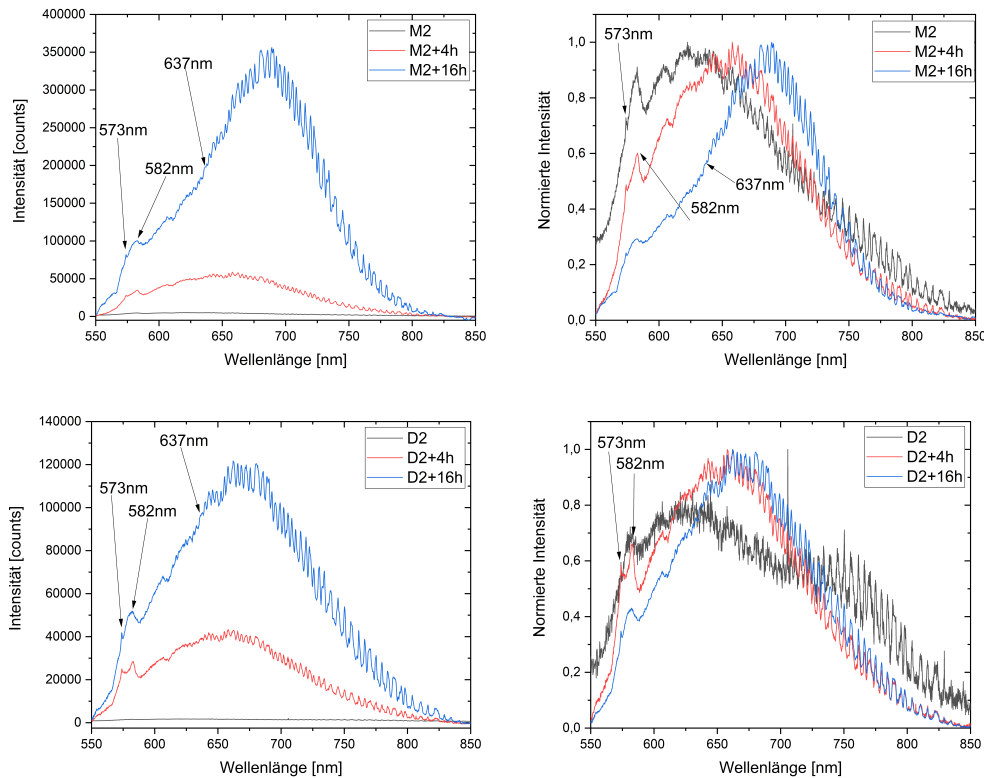 M2
M2+4h
M2+16h
573nm
582nm
637nm
400000
350000
300000
250000
200000
150000
100000
50000
0
550 600 650 700 750 800 850
Intensität [counts]
Wellenlänge [nm]
M2
M2+4h
M2+16h
573nm
582nm
637nm
1,0
0,8
0,6
0,4
0,2
0,0
550 600 650 700 750 800 850
Normierte Intensität
Wellenlänge [nm]
D2
D2+4h
D2+16h
573nm
582nm
637nm
140000
120000
100000
80000
60000
40000
20000
0
550 600 650 700 750 800 850
Intensität [counts]
Wellenlänge [nm]
D2
D2+4h
D2+16h
573nm
582nm
1,0
0,8
0,6
0,4
0,2
0,0
550 600 650 700 750 800 850
Normierte Intensität
Wellenlänge [nm]